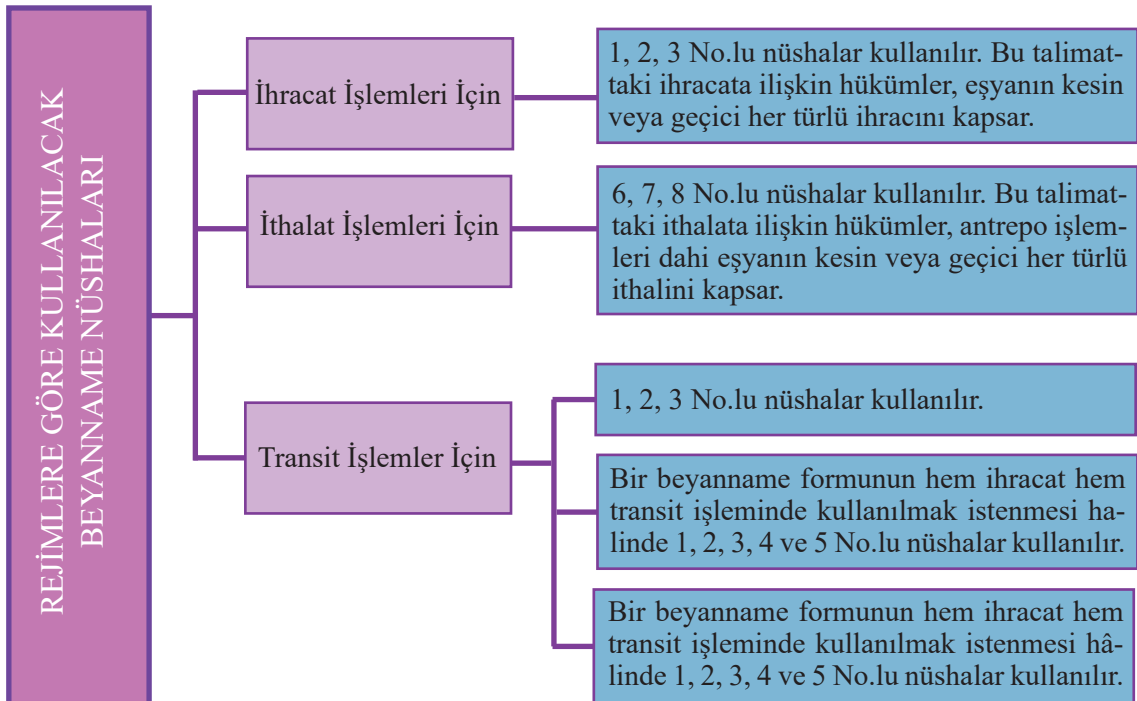 REJİMLERE GÖRE KULLANILACAK
BEYANNAME NÜSHALARI
İhracat İşlemleri İçin
1, 2, 3 No.lu nüshalar kullanılır. Bu talimat-
taki ihracata ilişkin hükümler, eşyanın kesin
veya geçici her türlü ihracını kapsar.
İthalat İşlemleri İçin
6, 7, 8 No.lu nüshalar kullanılır. Bu talimat-
taki ithalata ilişkin hükümler, antrepo işlem-
leri dahi eşyanın kesin veya geçici her türlü
ithalini kapsar.
Transit İşlemler İçin
1, 2, 3 No.lu nüshalar kullanılır.
Bir beyanname formunun hem ihracat hem
transit işleminde kullanılmak istenmesi ha-
linde 1, 2, 3, 4 ve 5 No.lu nüshalar kullanılır.
Bir beyanname formunun hem ihracat hem
transit işleminde kullanılmak istenmesi hâ-
linde 1, 2, 3, 4 ve 5 No.lu nüshalar kullanılır.